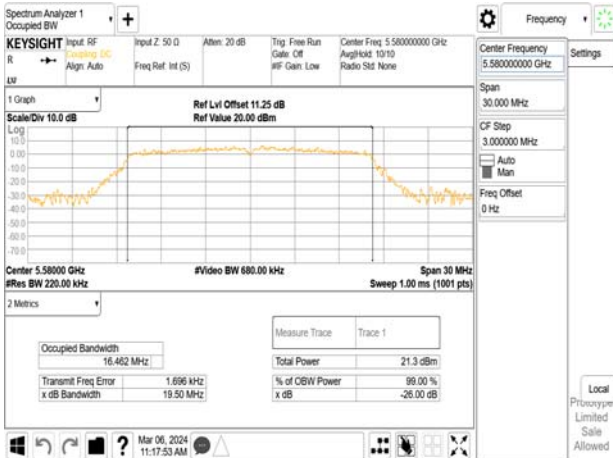 Spectrum Analyzer 1
Occupied BW
KEYSIGHT
R
Input: RF
Coupling: DC
Align: Auto
Input Z: 50 Ω
Freq Ref: Int (S)
Atten: 20 dB
Trig: Free Run
Gate: Off
#IF Gain: Low
Center Freq: 5.580000000 GHz
Avg|Hold: 10/10
Radio Std: None
1 Graph
Scale/Div 10.0 dB
Ref Lvl Offset 11.25 dB
Ref Value 20.00 dBm
Log
10.0
0.00
-10.0
-20.0
-30.0
-40.0
-50.0
-60.0
-70.0
Center 5.58000 GHz
#Video BW 680.00 kHz
Span 30 MHz
#Res BW 220.00 kHz
Sweep 1.00 ms (1001 pts)
2 Metrics
Measure Trace
Trace 1
Occupied Bandwidth
16.462 MHz
Total Power
21.3 dBm
Transmit Freq Error
1.696 kHz
% of OBW Power
99.00 %
x dB Bandwidth
19.50 MHz
x dB
-26.00 dB
Mar 06, 2024
11:17:53 AM
Frequency
Center Frequency
5.580000000 GHz
Settings
Span
30.000 MHz
CF Step
3.000000 MHz
Auto
Man
Freq Offset
0 Hz
Local
Prototype
Limited
Sale
Allowed